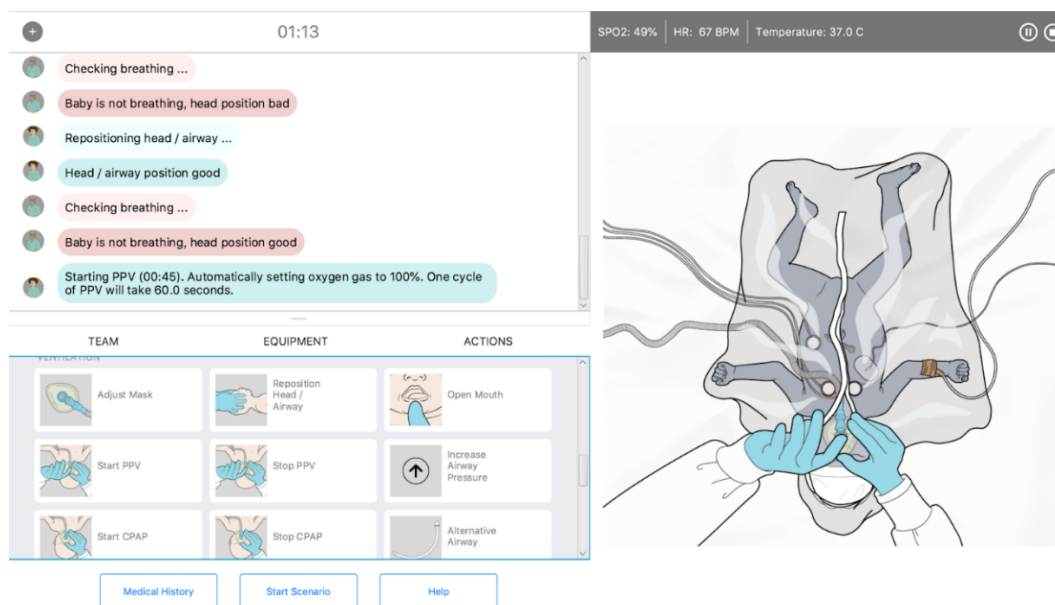 01:13
SPO2: 49%
HR: 67 BPM
Temperature: 37.0 C
Checking breathing ...
Baby is not breathing, head position bad
Repositioning head / airway ...
Head / airway position good
Checking breathing ...
Baby is not breathing, head position good
Starting PPV (00:45). Automatically setting oxygen gas to 100%. One cycle
of PPV will take 60.0 seconds.
TEAM
EQUIPMENT
ACTIONS
VENTILATION
Adjust Mask
Reposition
Head /
Airway
Open Mouth
Start PPV
Stop PPV
Increase
Airway
Pressure
Start CPAP
Stop CPAP
Alternative
Airway
Medical History
Start Scenario
Help